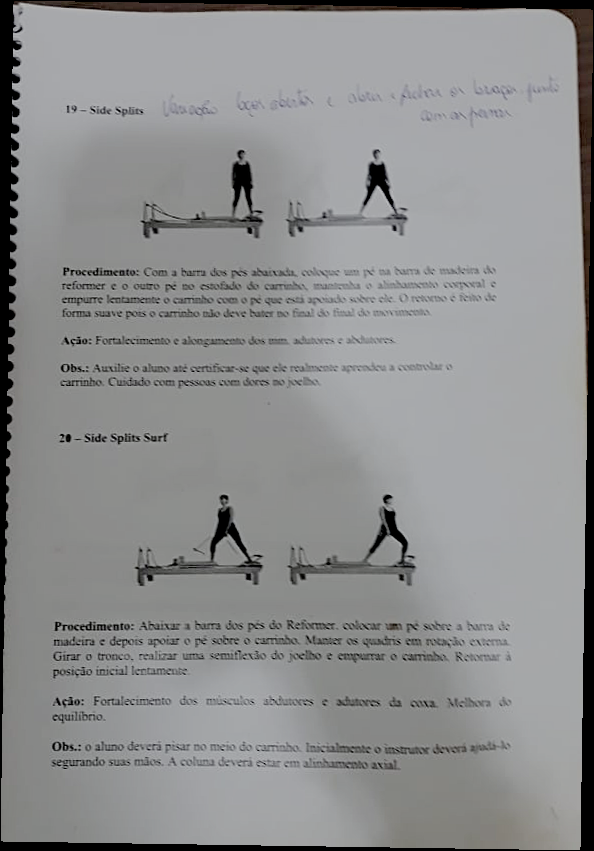 19 – Side Splits Variação braços abertos e abrir e fechar os braços junto
com as pernas
Procedimento: Com a barra dos pés abaixada, coloque um pé na barra de madeira do
reformer e o outro pé no estofado do carrinho, mantenha o alinhamento corporal e
empurre lentamente o carrinho com o pé que está apoiado sobre ele. O retorno é feito de
forma suave pois o carrinho não deve bater no final do final do movimento.
Ação: Fortalecimento e alongamento dos mm. adutores e abdutores.
Obs.: Auxilie o aluno até certificar-se que ele realmente aprendeu a controlar o
carrinho. Cuidado com pessoas com dores no joelho.
20 – Side Splits Surf
Procedimento: Abaixar a barra dos pés do Reformer, colocar um pé sobre a barra de
madeira e depois apoiar o pé sobre o carrinho. Manter os quadris em rotação externa.
Girar o tronco, realizar uma semiflexão do joelho e empurrar o carrinho. Retornar à
posição inicial lentamente.
Ação: Fortalecimento dos músculos abdutores e adutores da coxa. Melhora do
equilíbrio.
Obs.: o aluno deverá pisar no meio do carrinho. Inicialmente o instrutor deverá ajudá-lo
segurando suas mãos. A coluna deverá estar em alinhamento axial.